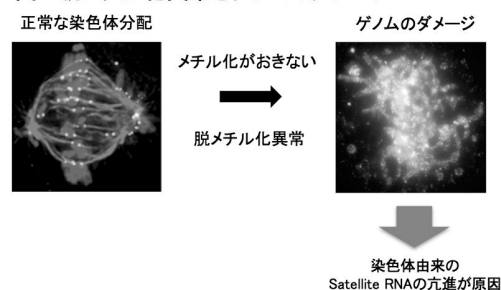 正常な染色体分配
ゲノムのダメージ
メチル化がおきない
脱メチル化異常
染色体由来の
Satellite RNAの亢進が原因